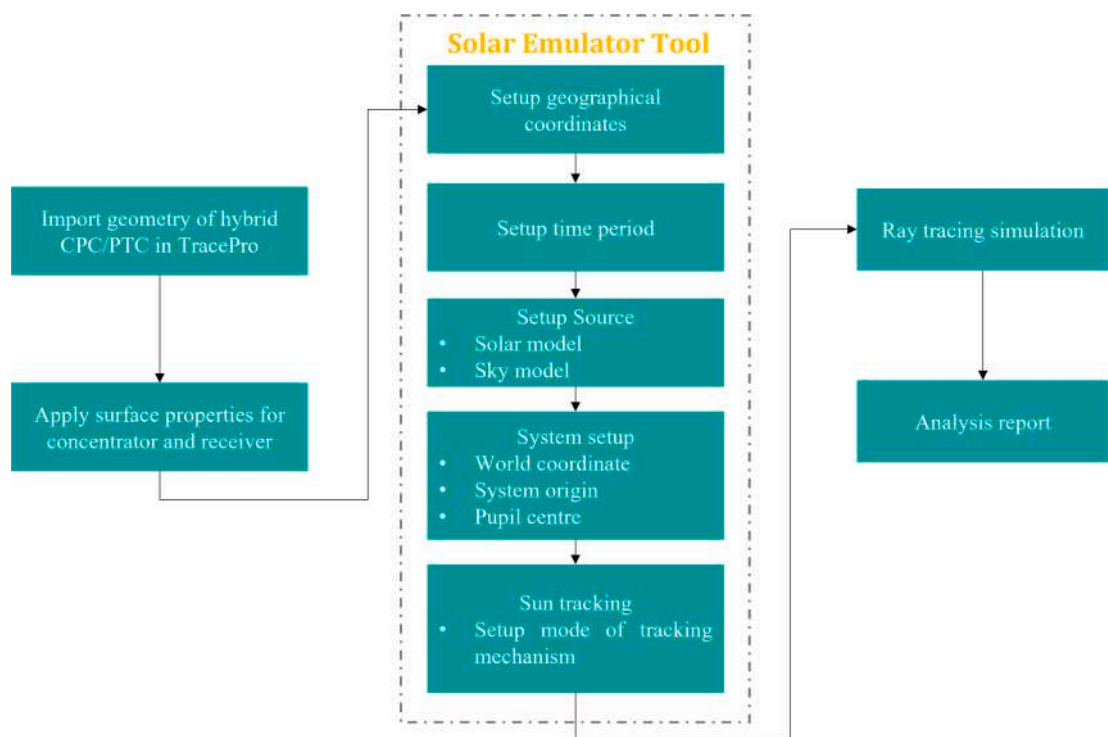 Import geometry of hybrid
CPC/PTC in TracePro
Apply surface properties for
concentrator and receiver
Solar Emulator Tool
Setup geographical
coordinates
Setup time period
Setup Source
• Solar model
• Sky model
System setup
• World coordinate
• System origin
• Pupil centre
Sun tracking
• Setup mode of tracking
mechanism
Ray tracing simulation
Analysis report